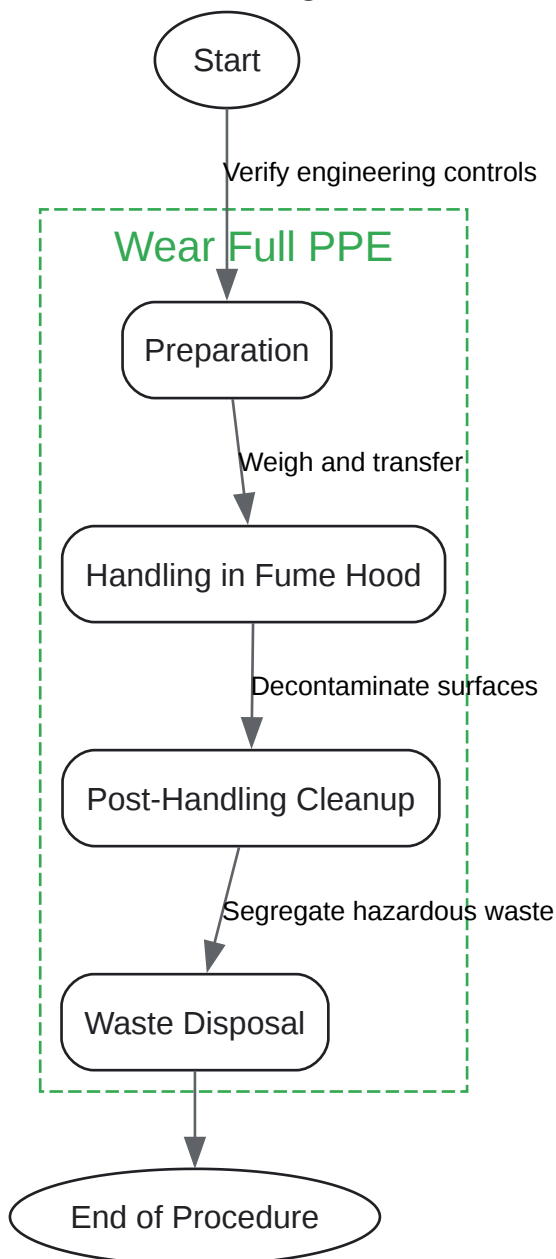 Start
Verify engineering controls
Wear Full PPE
Preparation
Weigh and transfer
Handling in Fume Hood
Decontaminate surfaces
Post-Handling Cleanup
Segregate hazardous waste
Waste Disposal
End of Procedure